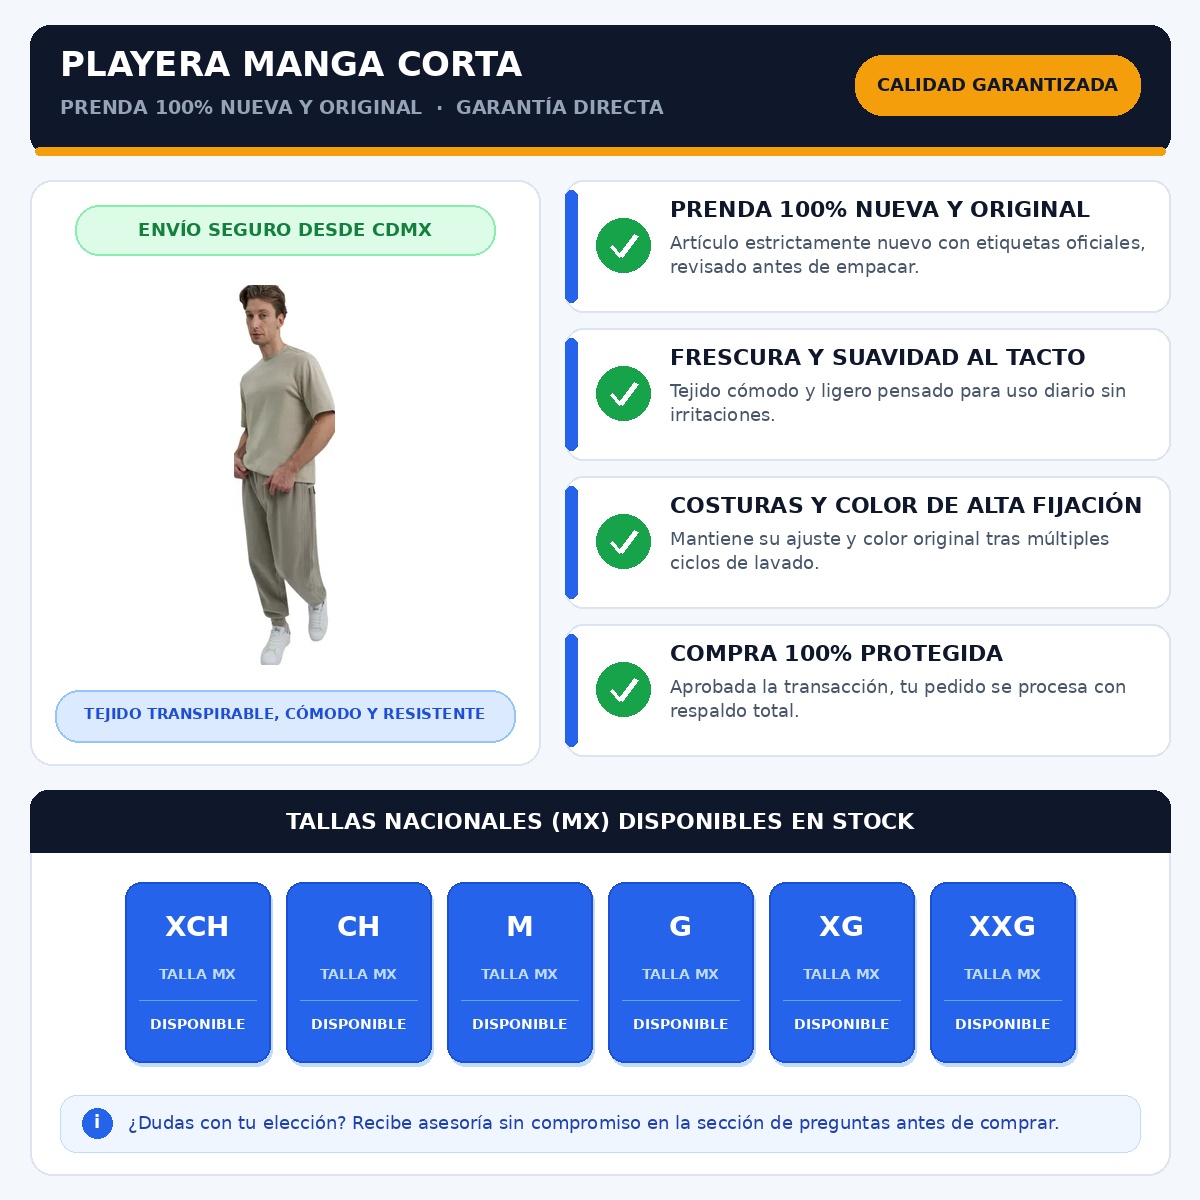 PLAYERA MANGA CORTA
PRENDA 100% NUEVA Y ORIGINAL · GARANTÍA DIRECTA
CALIDAD GARANTIZADA
ENVÍO SEGURO DESDE CDMX
TEJIDO TRANSPIRABLE, CÓMODO Y RESISTENTE
PRENDA 100% NUEVA Y ORIGINAL
Artículo estrictamente nuevo con etiquetas oficiales,
revisado antes de empacar.
FRESCURA Y SUAVIDAD AL TACTO
Tejido cómodo y ligero pensado para uso diario sin
irritaciones.
COSTURAS Y COLOR DE ALTA FIJACIÓN
Mantiene su ajuste y color original tras múltiples
ciclos de lavado.
COMPRA 100% PROTEGIDA
Aprobada la transacción, tu pedido se procesa con
respaldo total.
TALLAS NACIONALES (MX) DISPONIBLES EN STOCK
XCH
TALLA MX
DISPONIBLE
CH
TALLA MX
DISPONIBLE
M
TALLA MX
DISPONIBLE
G
TALLA MX
DISPONIBLE
XG
TALLA MX
DISPONIBLE
XXG
TALLA MX
DISPONIBLE
i ¿Dudas con tu elección? Recibe asesoría sin compromiso en la sección de preguntas antes de comprar.